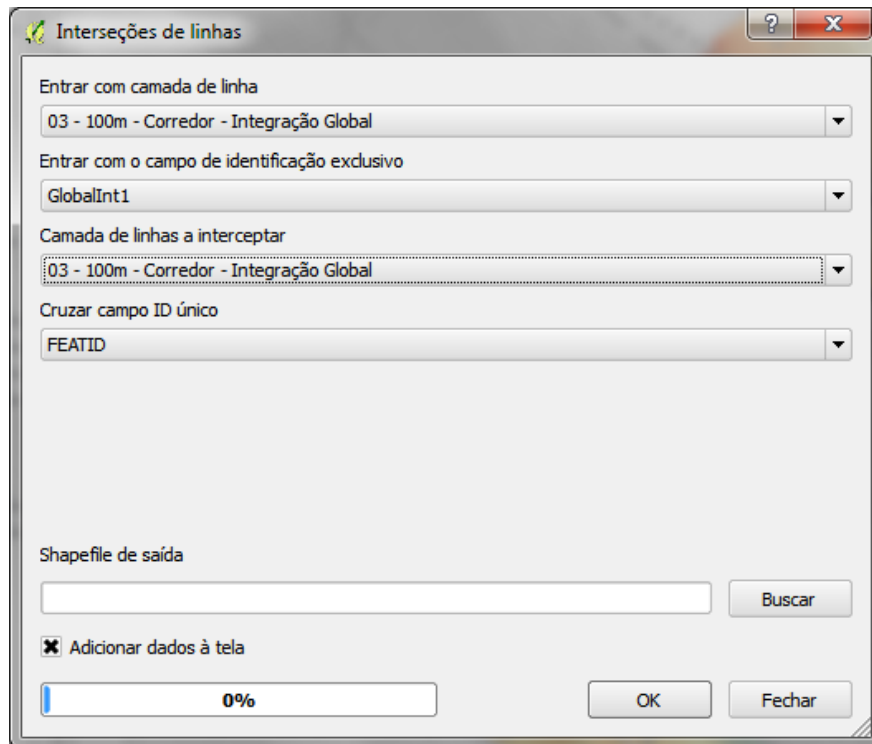 Interseções de linhas
?
X
Entrar com camada de linha
03 - 100m - Corredor - Integração Global
Entrar com o campo de identificação exclusivo
GlobalInt1
Camada de linhas a interceptar
03 - 100m - Corredor - Integração Global
Cruzar campo ID único
FEATID
Shapefile de saída
Buscar
Adicionar dados à tela
0%
OK
Fechar